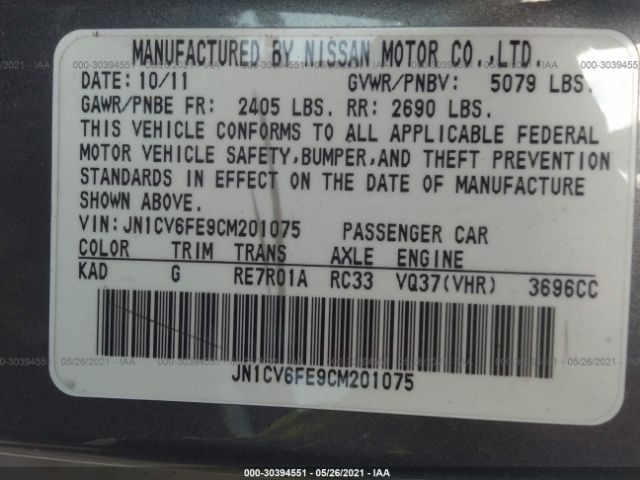 MANUFACTURED BY NISSAN MOTOR CO.,LTD.
DATE: 10/11 GVWR/PNBV: 5079 LBS.
GAWR/PNBE FR: 2405 LBS. RR: 2690 LBS.
THIS VEHICLE CONFORMS TO ALL APPLICABLE FEDERAL
MOTOR VEHICLE SAFETY,BUMPER,AND THEFT PREVENTION
STANDARDS IN EFFECT ON THE DATE OF MANUFACTURE
SHOWN ABOVE.
VIN:JN1CV6FE9CM201075 PASSENGER CAR
COLOR TRIM TRANS AXLE ENGINE
KAD G RE7R01A RC33 VQ37(VHR) 3696CC
JN1CV6FE9CM201075
000-30394551 | 05/26/2021 | IAA